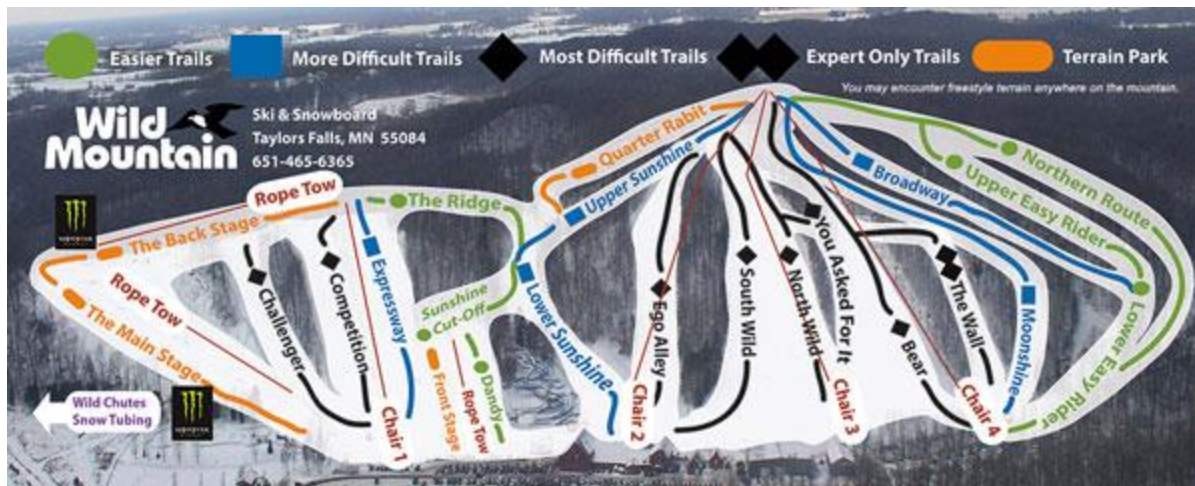 Easier Trails
More Difficult Trails
Most Difficult Trails
Expert Only Trails
Terrain Park
You may encounter freestyle terrain anywhere on the mountain.
Wild
Mountain
Ski & Snowboard
Taylors Falls, MN 55084
651-465-6365
Rope Tow
The Back Stage
The Main Stage
Rope Tow
Wild Chutes
Snow Tubing
Challenger
Competition
Expressway
Chair 1
The Ridge
Sunshine
Cut-Off
Front Stage
Rope Tow
Dandy
Quarter Rabit
Upper Sunshine
Lower Sunshine
Ego Alley
Chair 2
South Wild
North Wild
You Asked For It
Chair 3
Bear
The Wall
Chair 4
Moonshine
Broadway
Northern Route
Upper Easy Rider
Lower Easy Rider